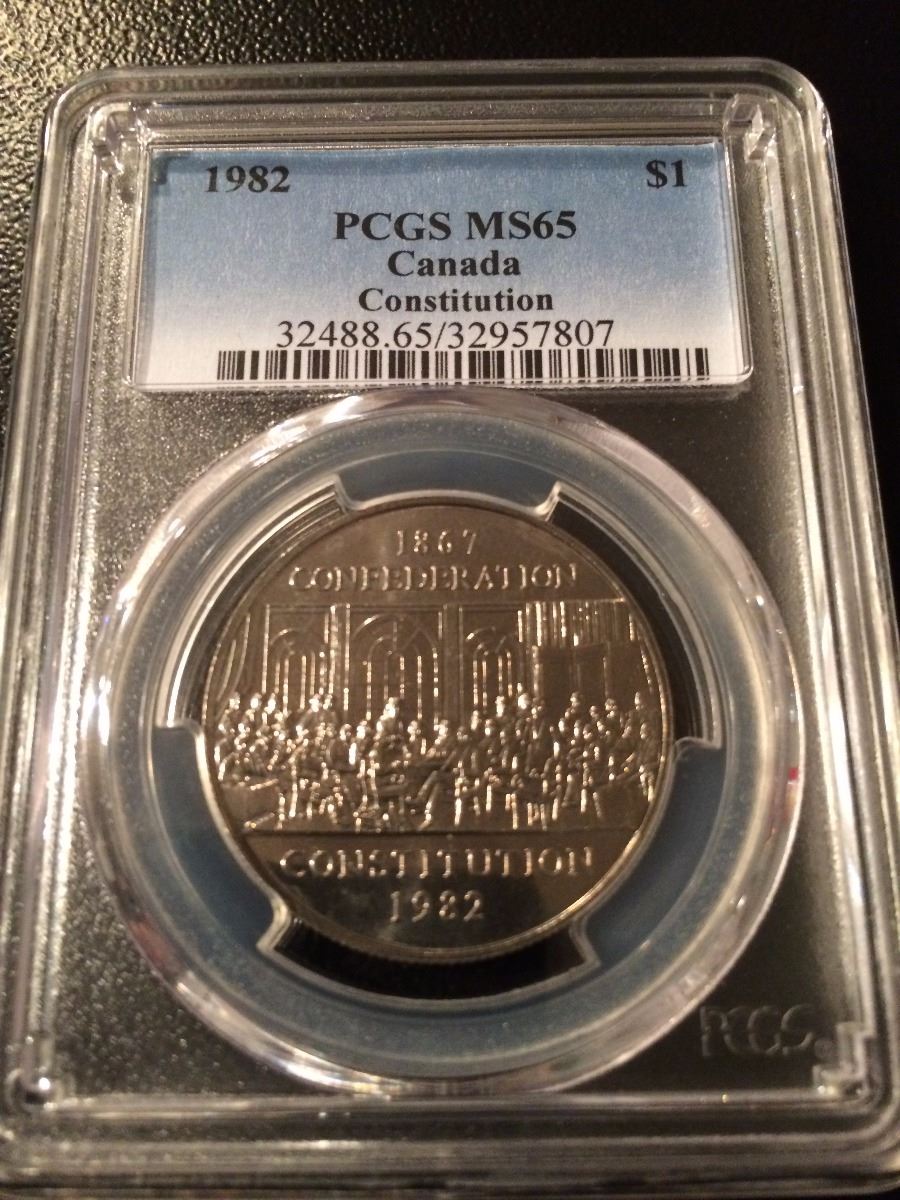 1982 $1
PCGS MS65
Canada
Constitution
32488.65/32957807
1867
CONFEDERATION
CONSTITUTION
1982
PCGS